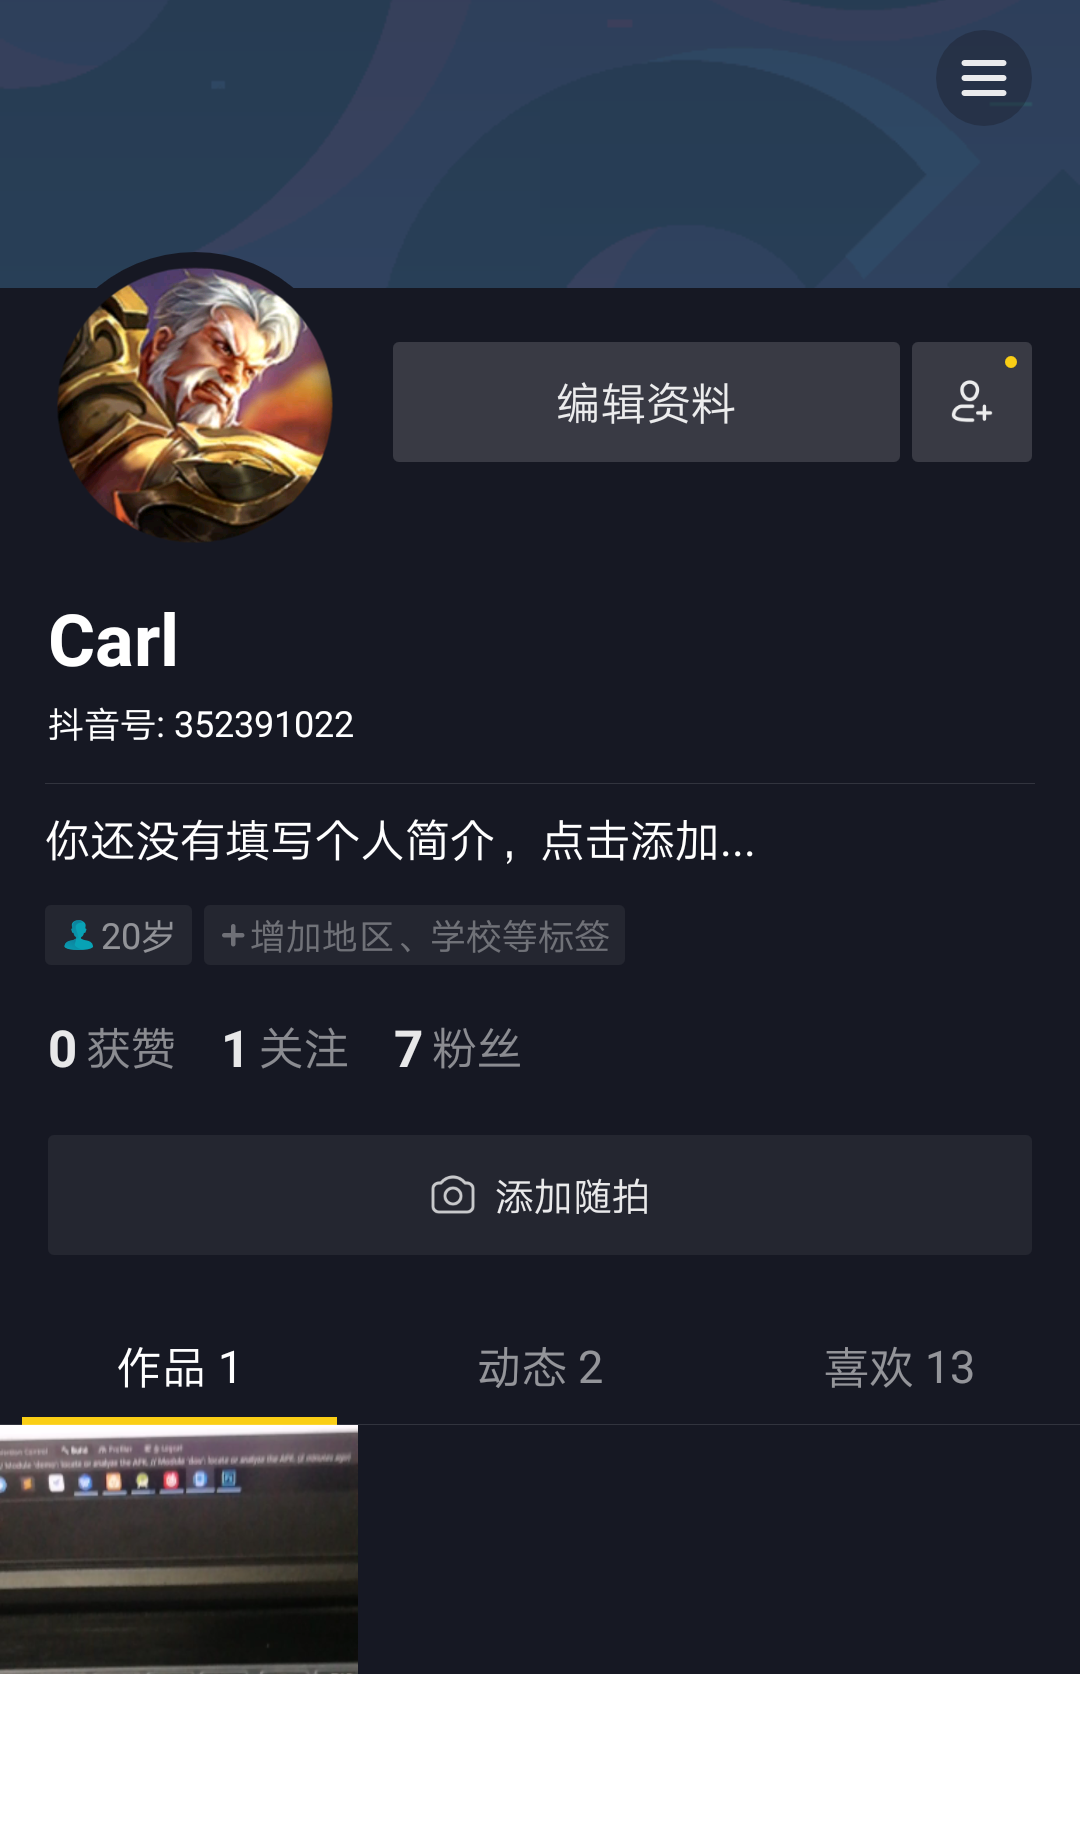 编辑资料
Carl
抖音号: 352391022
你还没有填写个人简介，点击添加...
20岁
+增加地区、学校等标签
0 获赞 1 关注 7 粉丝
添加随拍
作品 1 动态 2 喜欢 13